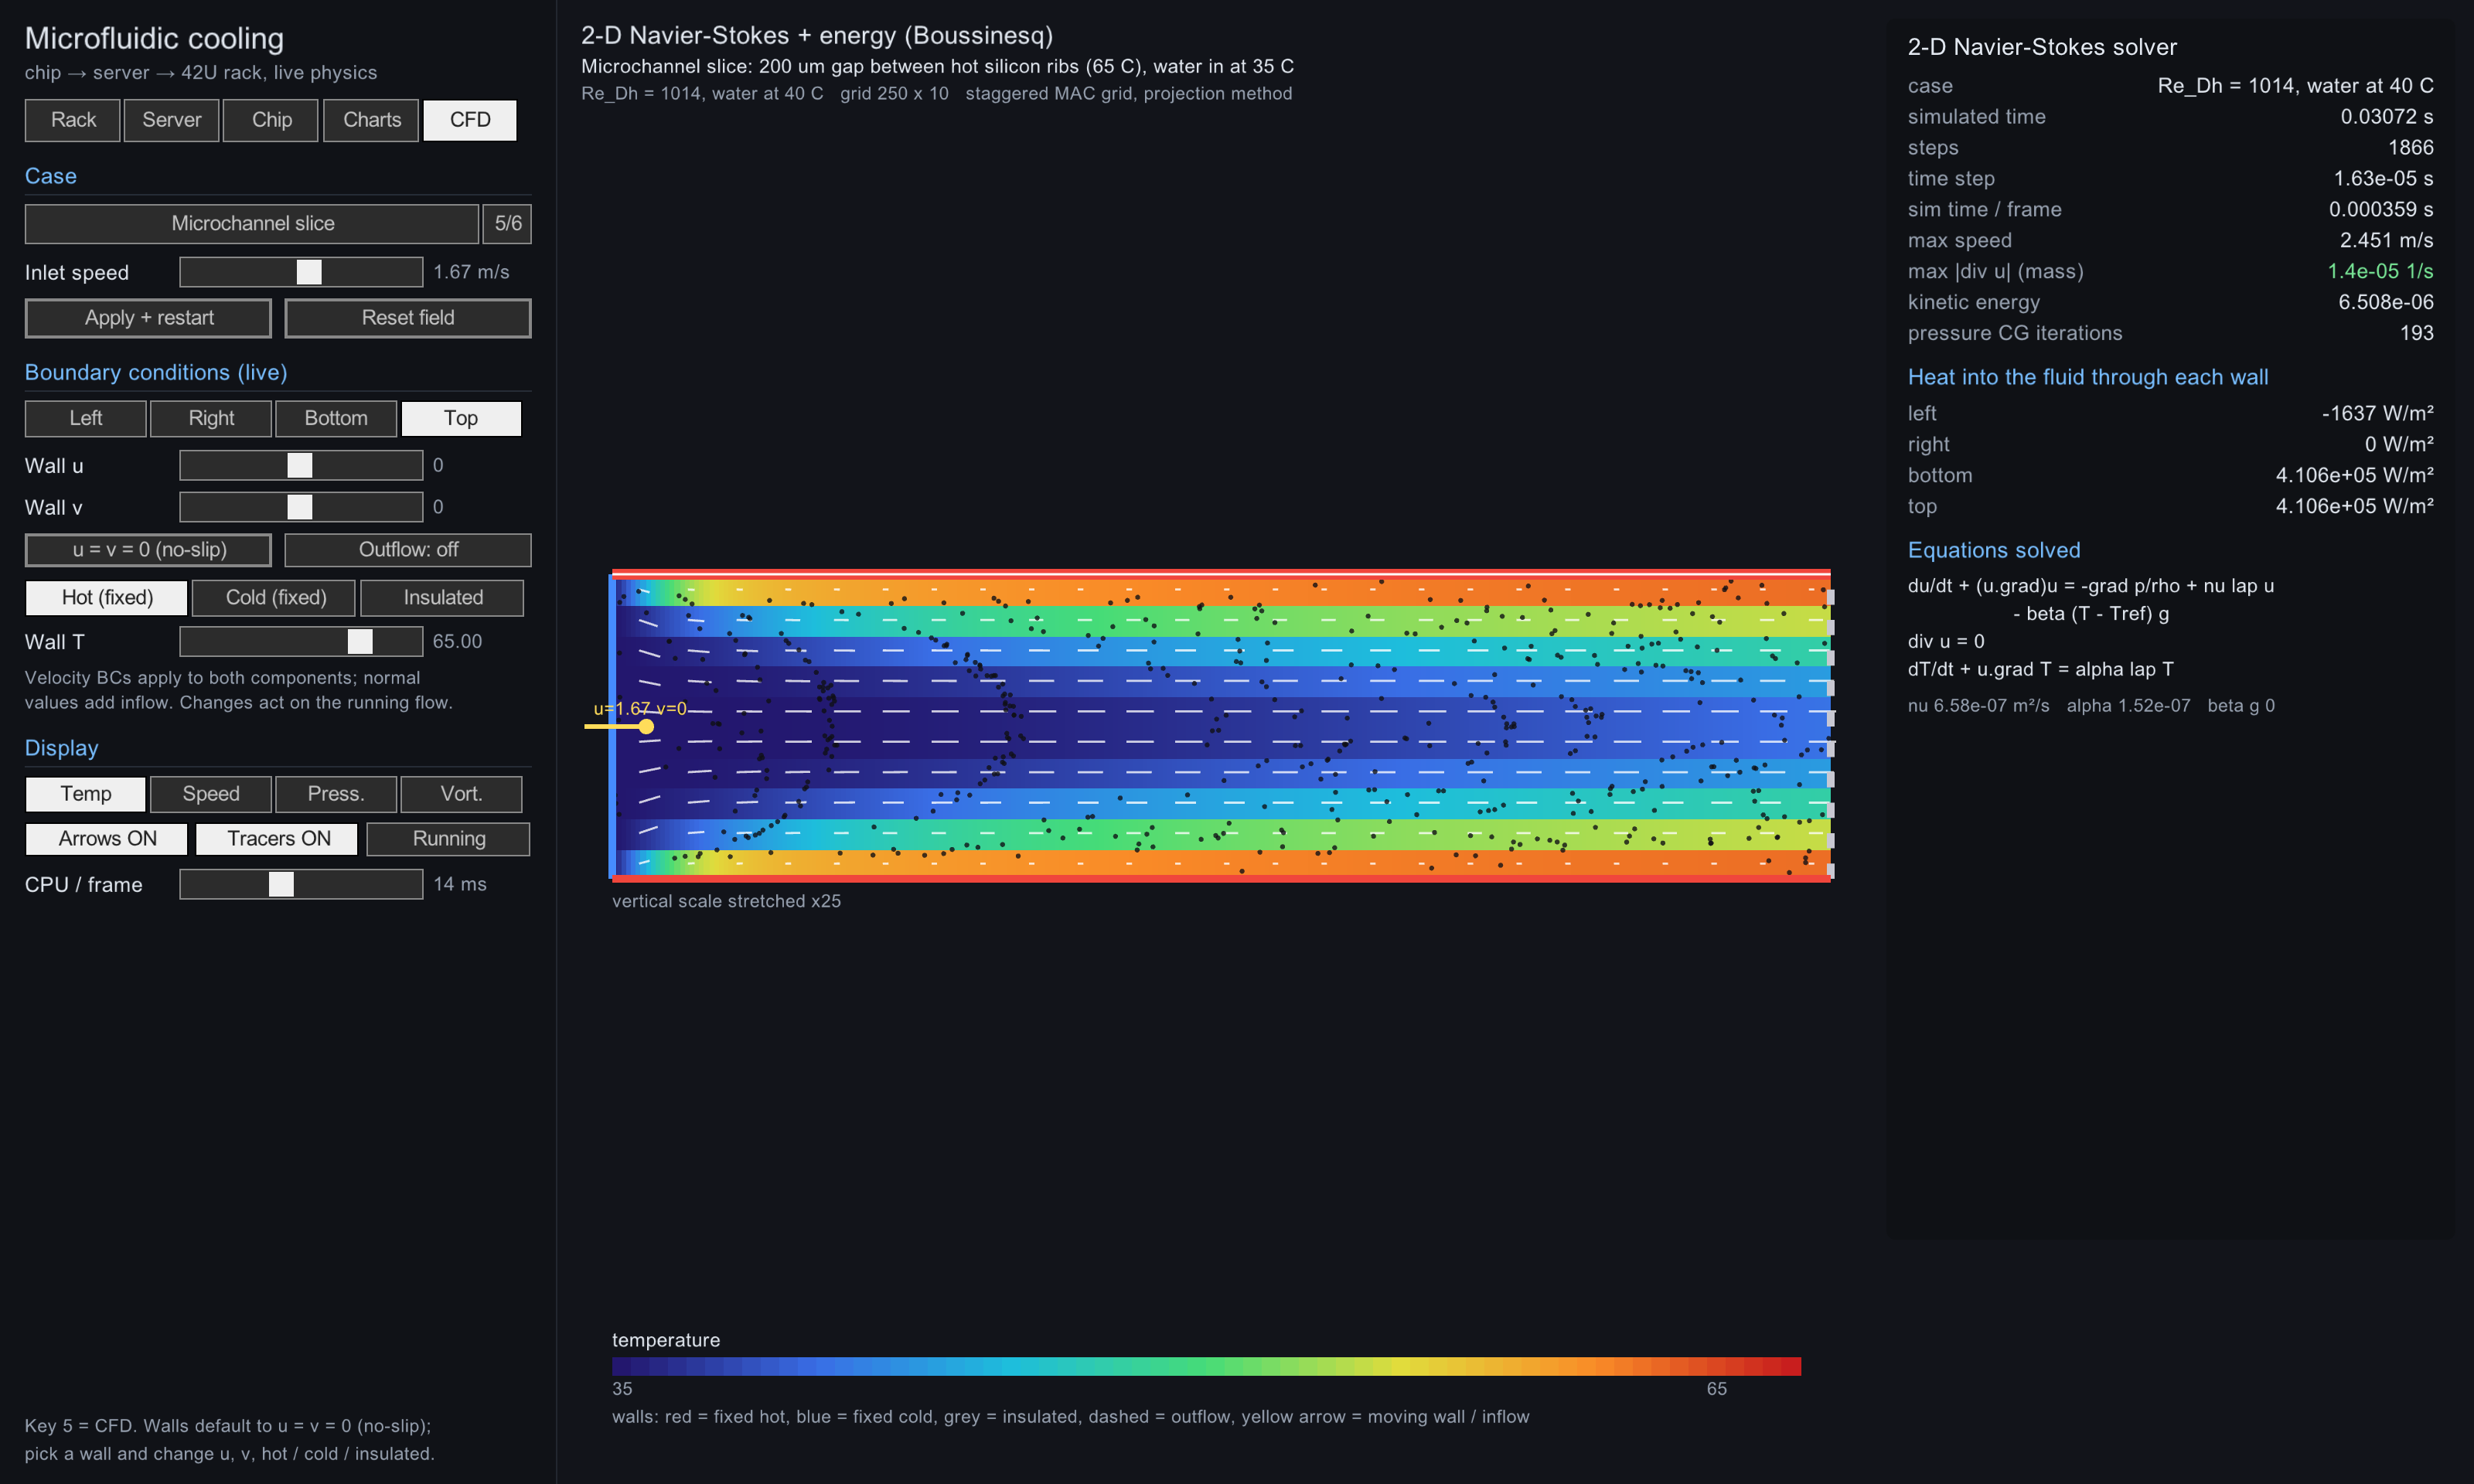 Microfluidic cooling
chip → server → 42U rack, live physics
Rack Server Chip Charts CFD
Case
Microchannel slice 5/6
Inlet speed 1.67 m/s
Apply + restart Reset field
Boundary conditions (live)
Left Right Bottom Top
Wall u 0
Wall v 0
u = v = 0 (no-slip) Outflow: off
Hot (fixed) Cold (fixed) Insulated
Wall T 65.00
Velocity BCs apply to both components; normal
values add inflow. Changes act on the running flow.
Display
Temp Speed Press. Vort.
Arrows ON Tracers ON Running
CPU / frame 14 ms
Key 5 = CFD. Walls default to u = v = 0 (no-slip);
pick a wall and change u, v, hot / cold / insulated.
2-D Navier-Stokes + energy (Boussinesq)
Microchannel slice: 200 um gap between hot silicon ribs (65 C), water in at 35 C
Re_Dh = 1014, water at 40 C grid 250 x 10 staggered MAC grid, projection method
u=1.67 v=0
vertical scale stretched x25
temperature
35 65
walls: red = fixed hot, blue = fixed cold, grey = insulated, dashed = outflow, yellow arrow = moving wall / inflow
2-D Navier-Stokes solver
case Re_Dh = 1014, water at 40 C
simulated time 0.03072 s
steps 1866
time step 1.63e-05 s
sim time / frame 0.000359 s
max speed 2.451 m/s
max |div u| (mass) 1.4e-05 1/s
kinetic energy 6.508e-06
pressure CG iterations 193
Heat into the fluid through each wall
left -1637 W/m²
right 0 W/m²
bottom 4.106e+05 W/m²
top 4.106e+05 W/m²
Equations solved
du/dt + (u.grad)u = -grad p/rho + nu lap u
- beta (T - Tref) g
div u = 0
dT/dt + u.grad T = alpha lap T
nu 6.58e-07 m²/s alpha 1.52e-07 beta g 0